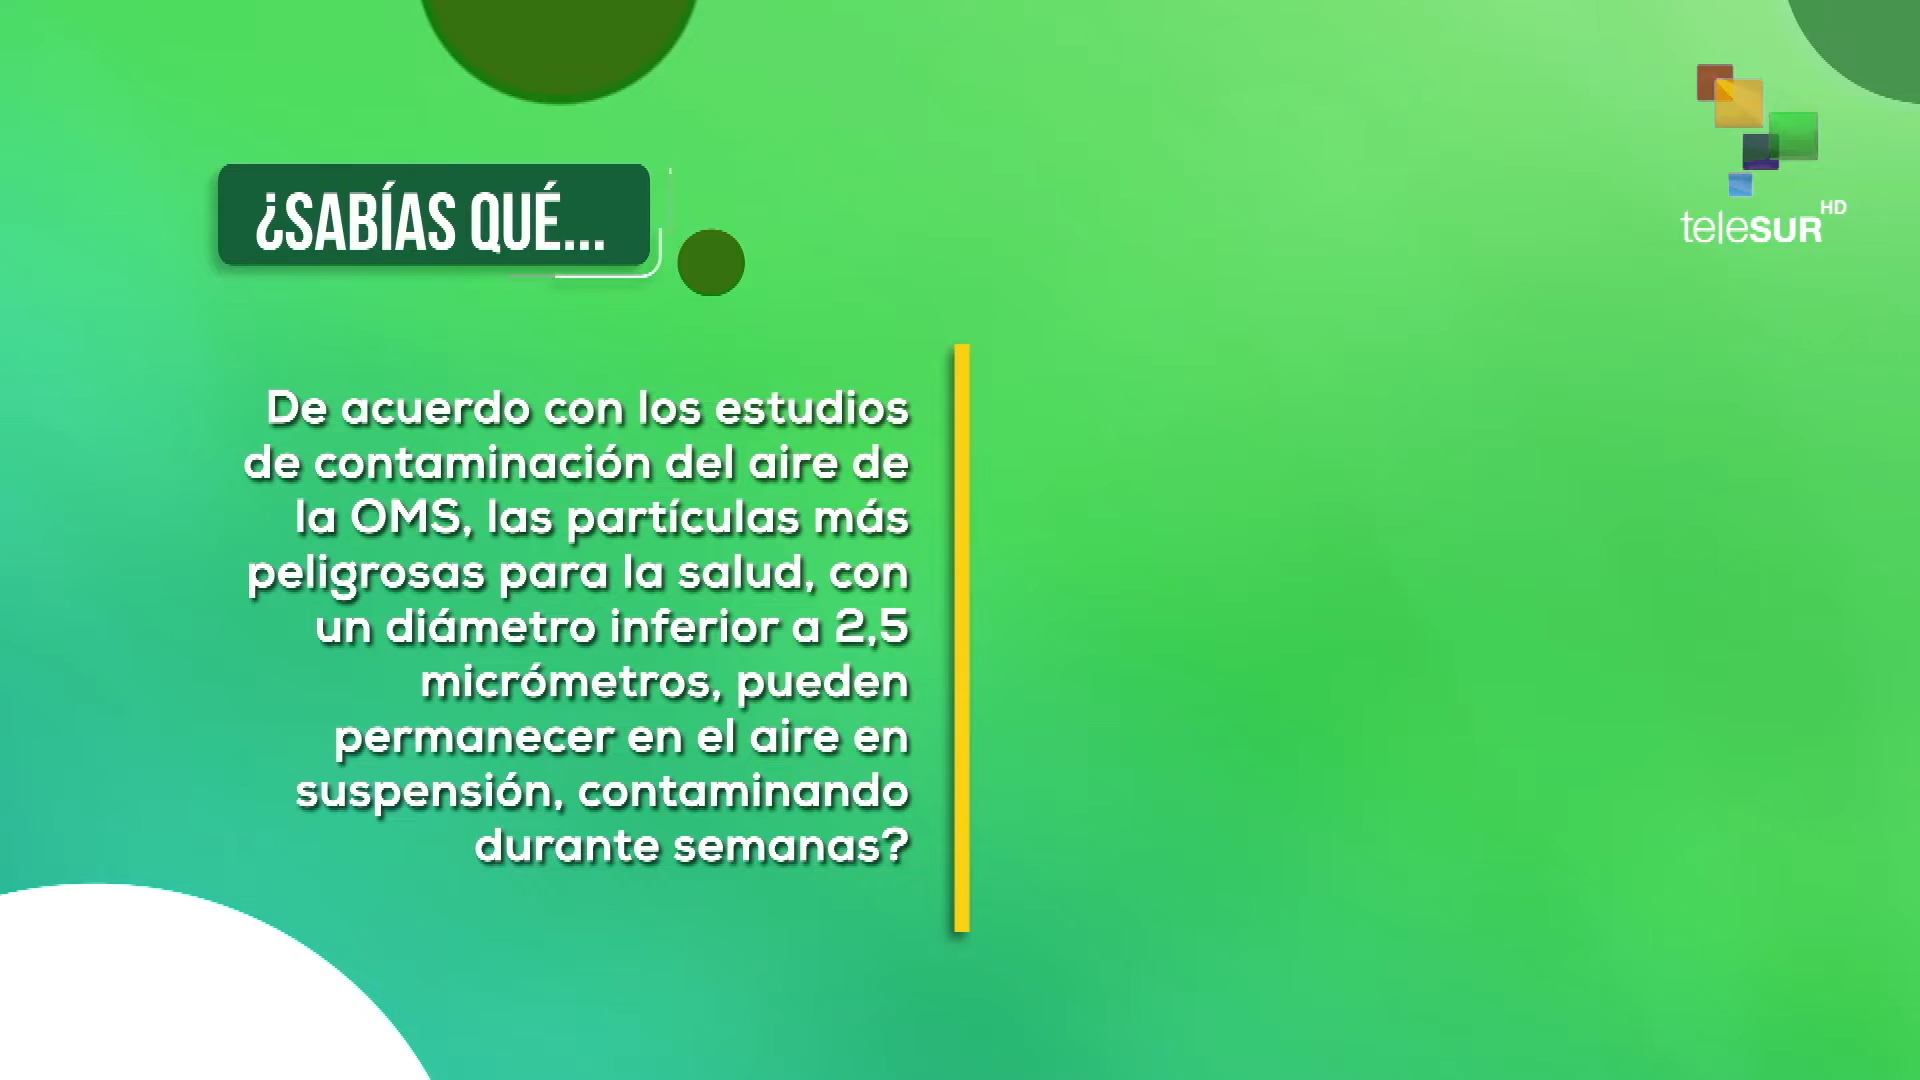 ¿SABÍAS QUÉ...
teleSUR HD
De acuerdo con los estudios
de contaminación del aire de
la OMS, las partículas más
peligrosas para la salud, con
un diámetro inferior a 2,5
micrómetros, pueden
permanecer en el aire en
suspensión, contaminando
durante semanas?